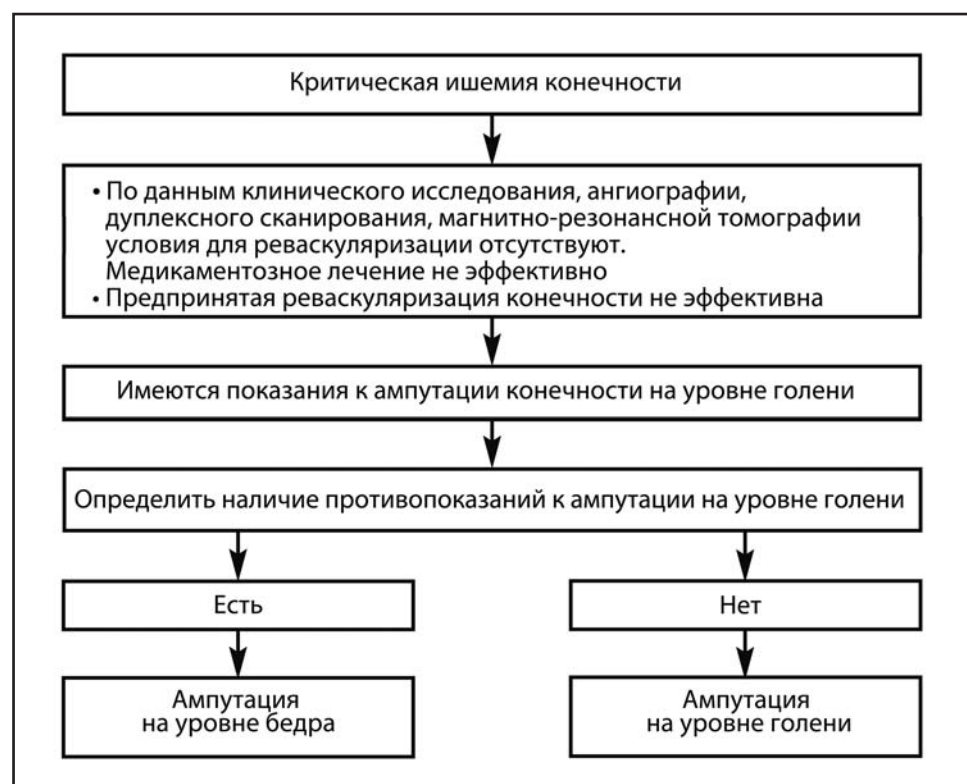 Критическая ишемия конечности
• По данным клинического исследования, ангиографии,
дуплексного сканирования, магнитно-резонансной томографии
условия для реваскуляризации отсутствуют.
Медикаментозное лечение не эффективно
• Предпринятая реваскуляризация конечности не эффективна
Имеются показания к ампутации конечности на уровне голени
Определить наличие противопоказаний к ампутации на уровне голени
Есть
Нет
Ампутация
на уровне бедра
Ампутация
на уровне голени